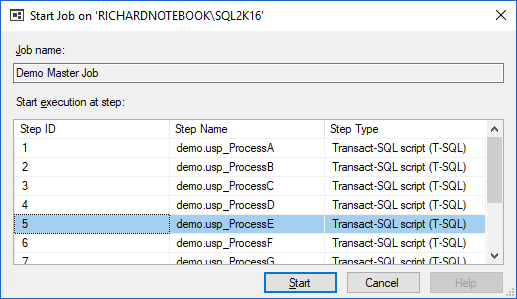 Start Job on 'RICHARDNOTEBOOK\SQL2K16'
Job name:
Demo Master Job
Start execution at step:
Step ID Step Name Step Type
1 demo.usp_ProcessA Transact-SQL script (T-SQL)
2 demo.usp_ProcessB Transact-SQL script (T-SQL)
3 demo.usp_ProcessC Transact-SQL script (T-SQL)
4 demo.usp_ProcessD Transact-SQL script (T-SQL)
5 demo.usp_ProcessE Transact-SQL script (T-SQL)
6 demo.usp_ProcessF Transact-SQL script (T-SQL)
7 demo.usp_ProcessG Transact-SQL script (T-SQL)
Start Cancel Help